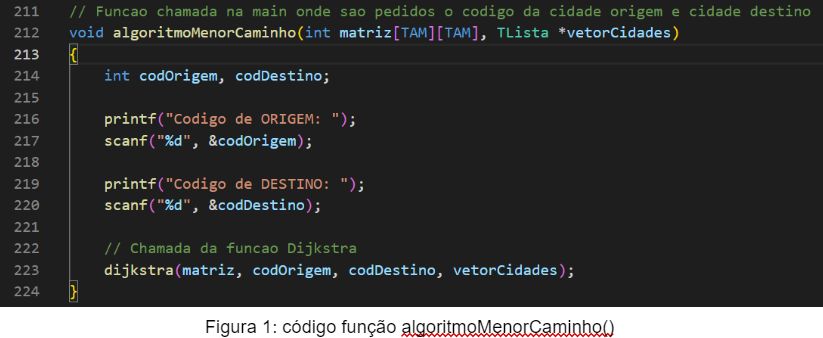 211 // Funcao chamada na main onde sao pedidos o codigo da cidade origem e cidade destino
212 void algoritmoMenorCaminho(int matriz[TAM][TAM], TLista *vetorCidades)
213 {
214     int codOrigem, codDestino;
215
216     printf("Codigo de ORIGEM: ");
217     scanf("%d", &codOrigem);
218
219     printf("Codigo de DESTINO: ");
220     scanf("%d", &codDestino);
221
222     // Chamada da funcao Dijkstra
223     dijkstra(matriz, codOrigem, codDestino, vetorCidades);
224 }
Figura 1: código função algoritmoMenorCaminho()